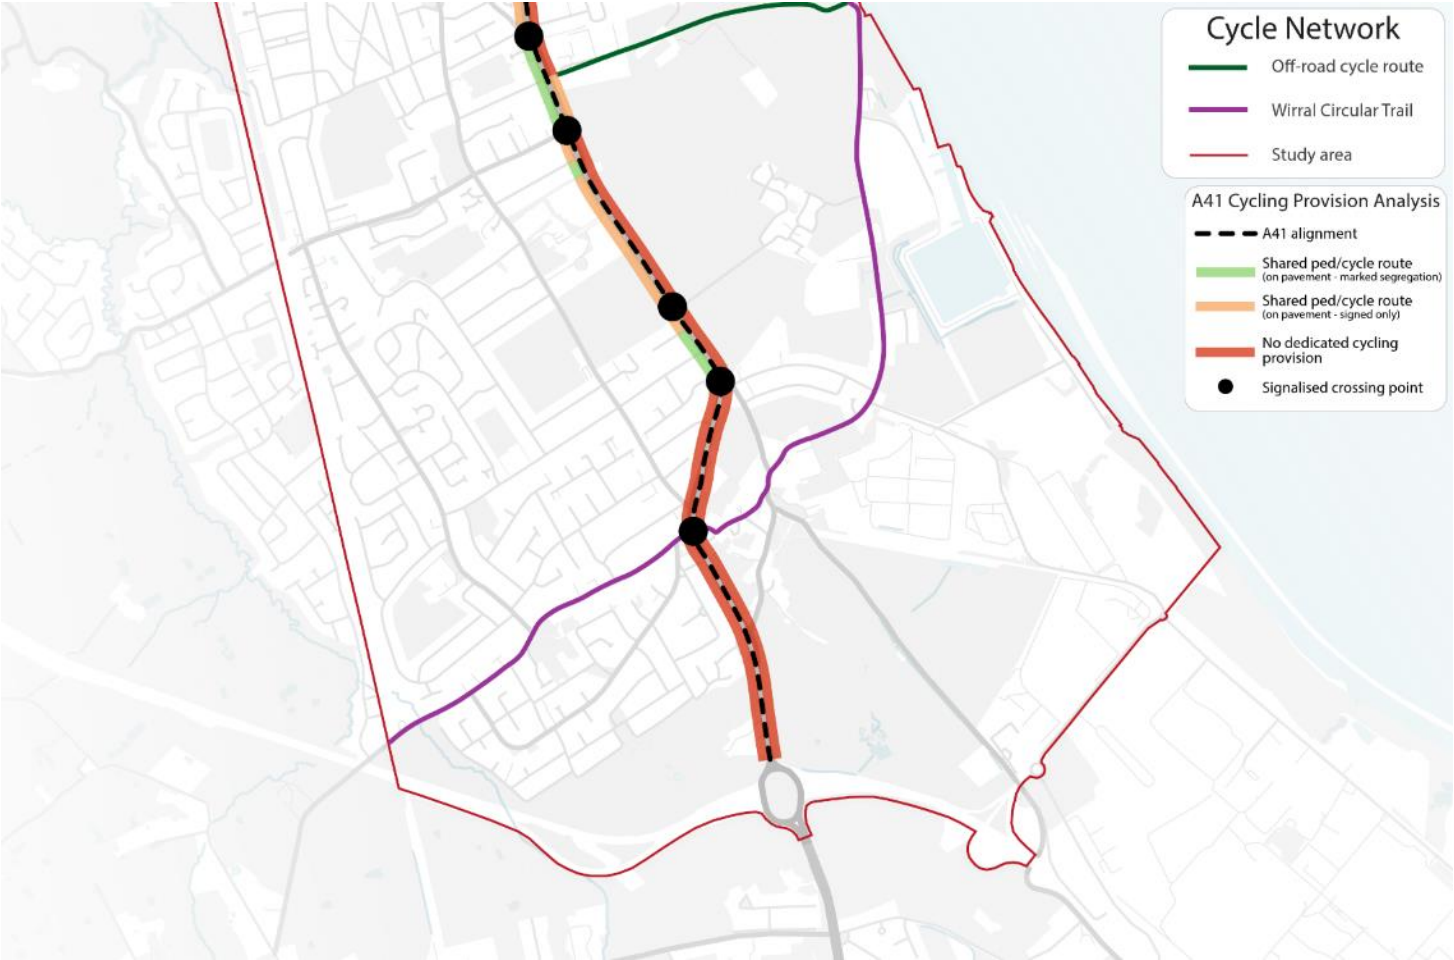 Cycle Network
Off-road cycle route
Wirral Circular Trail
Study area
A41 Cycling Provision Analysis
A41 alignment
Shared ped/cycle route
(on pavement - marked segregation)
Shared ped/cycle route
(on pavement - signed only)
No dedicated cycling
provision
Signalised crossing point